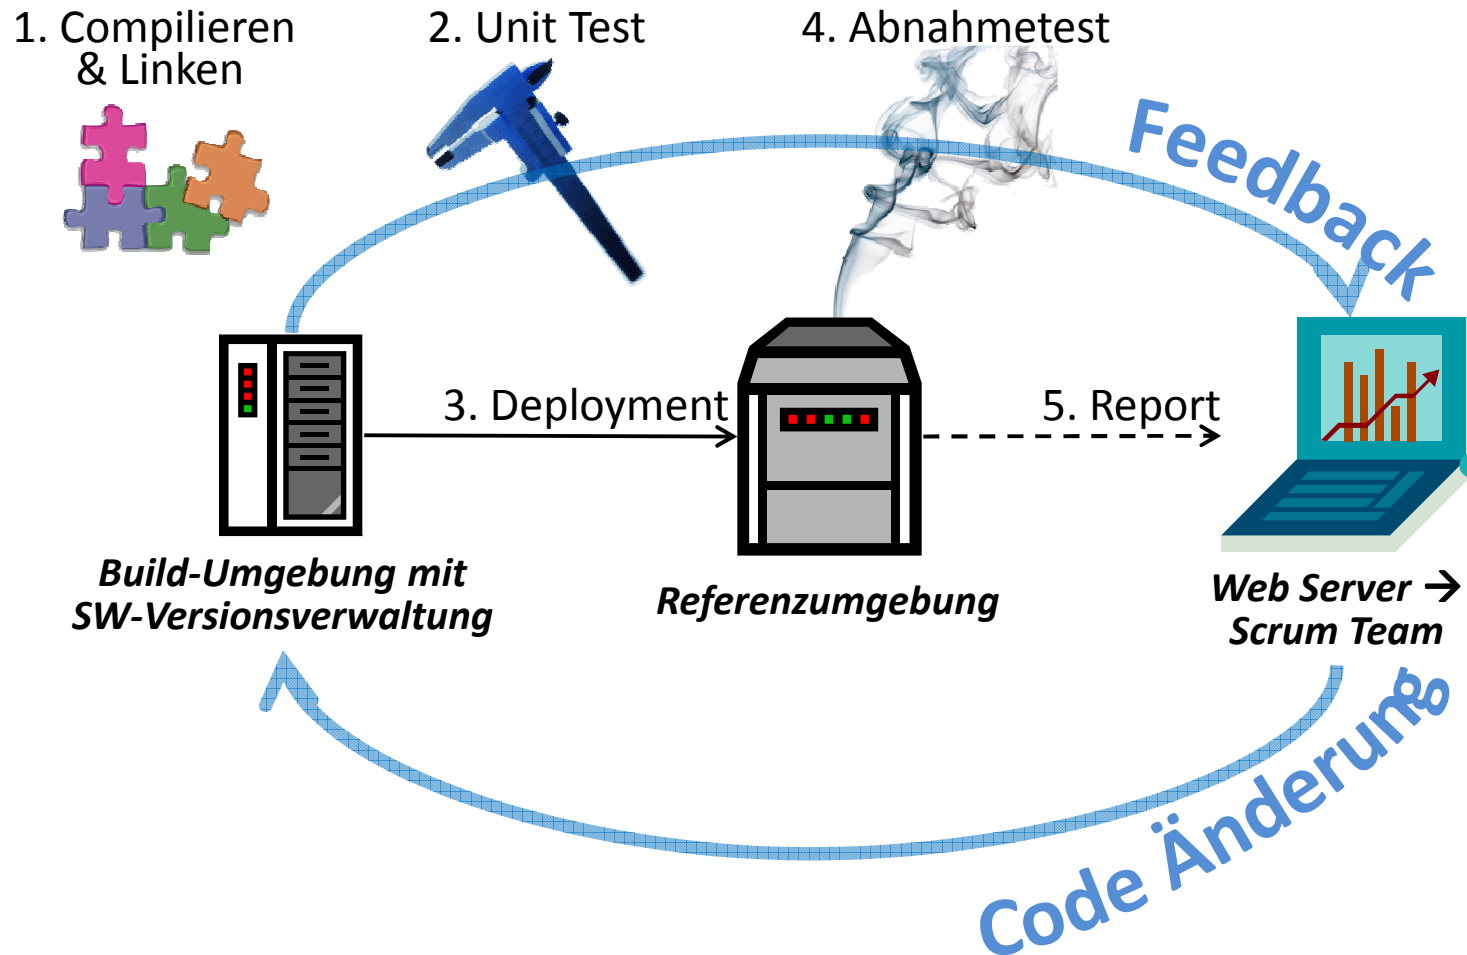 1. Compilieren
& Linken
2. Unit Test
4. Abnahmetest
Feedback
3. Deployment
5. Report
Build-Umgebung mit
SW-Versionsverwaltung
Referenzumgebung
Web Server →
Scrum Team
Code Änderung